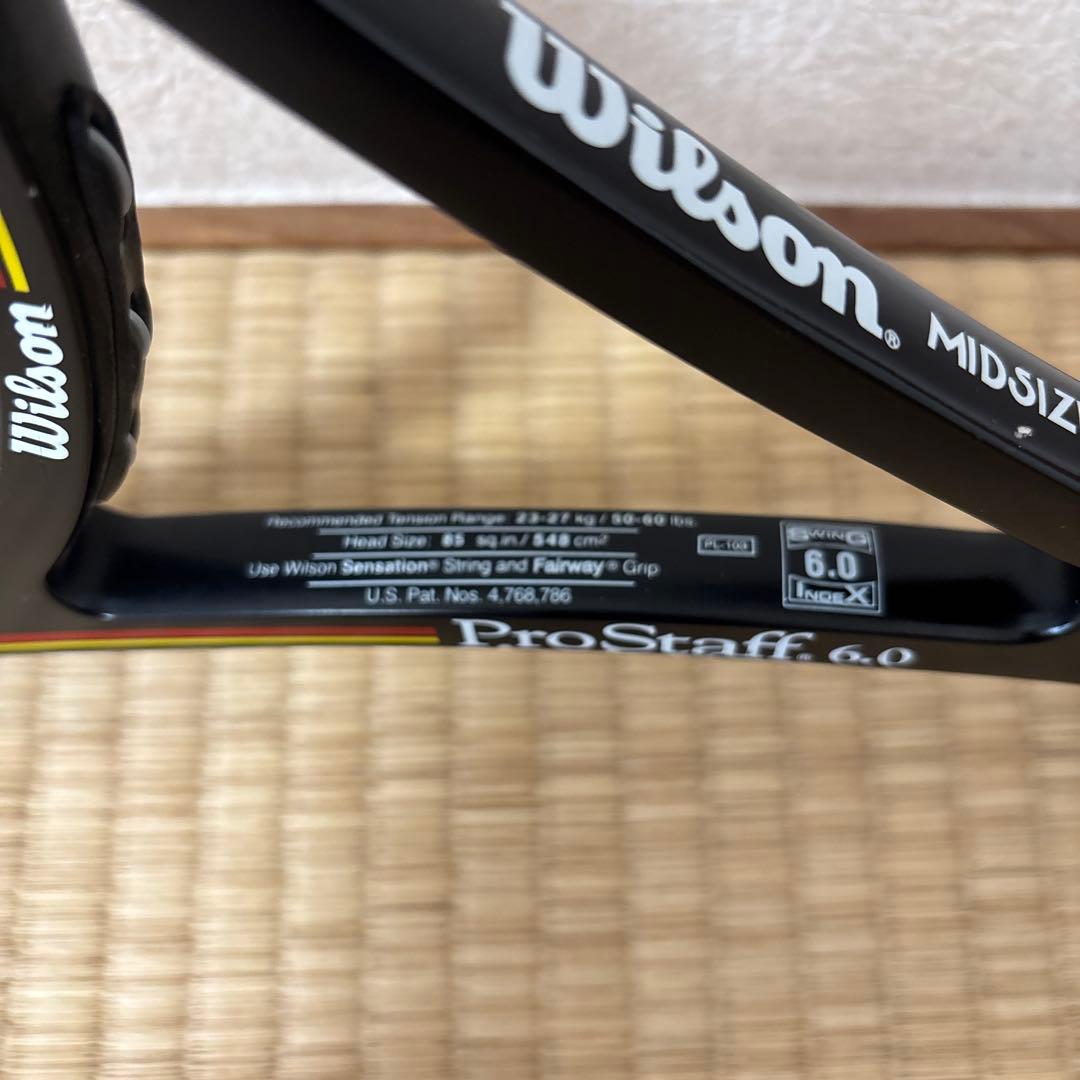 Wilson®
MIDSIZ
Wilson
Recommended Tension Range: 23-27 kg / 50-60 lbs.
Head Size: 85 sq.in / 548 cm²
Use Wilson Sensation® String and Fairway® Grip
U.S. Pat. Nos. 4,768,786
PL-103
SWING
6.0
INDEX
ProStaff® 6.0